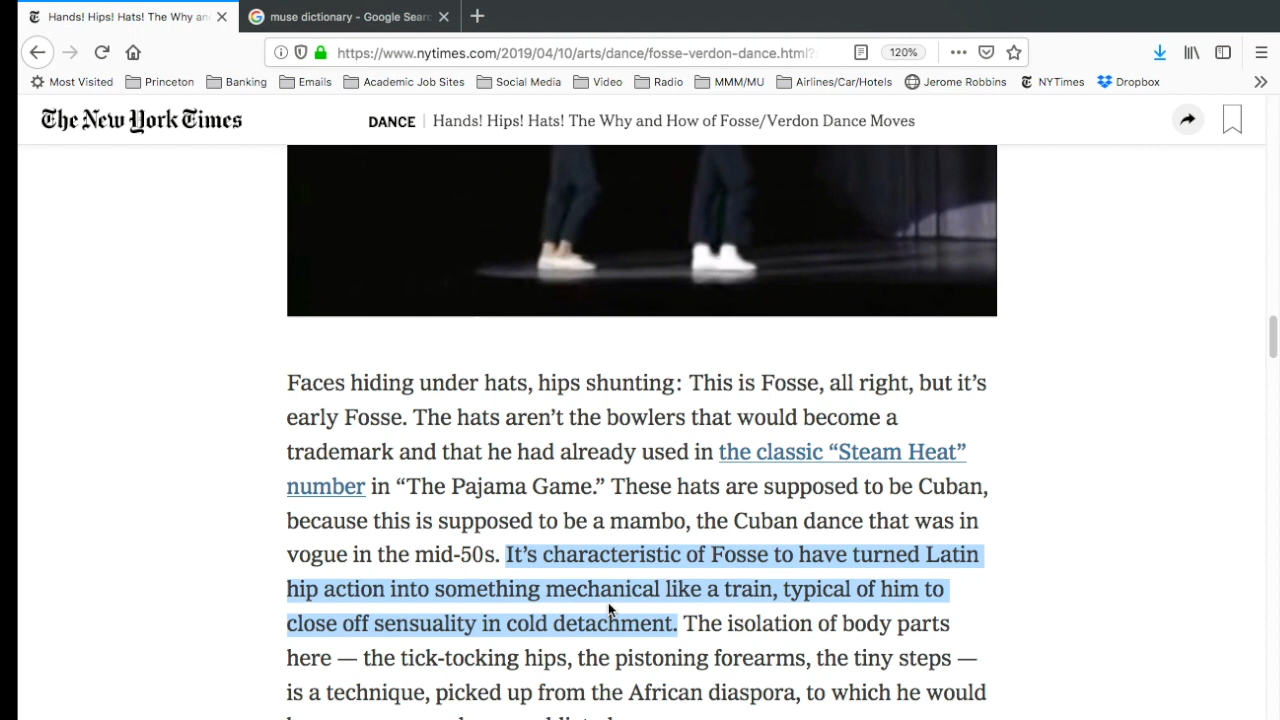 Hands! Hips! Hats! The Why an
muse dictionary - Google Searc
https://www.nytimes.com/2019/04/10/arts/dance/fosse-verdon-dance.html?
120%
Most Visited Princeton Banking Emails Academic Job Sites Social Media Video Radio MMM/MU Airlines/Car/Hotels Jerome Robbins NYTimes Dropbox
The New York Times
DANCE Hands! Hips! Hats! The Why and How of Fosse/Verdon Dance Moves
Faces hiding under hats, hips shunting: This is Fosse, all right, but it’s
early Fosse. The hats aren’t the bowlers that would become a
trademark and that he had already used in the classic “Steam Heat”
number in “The Pajama Game.” These hats are supposed to be Cuban,
because this is supposed to be a mambo, the Cuban dance that was in
vogue in the mid-50s. It’s characteristic of Fosse to have turned Latin
hip action into something mechanical like a train, typical of him to
close off sensuality in cold detachment. The isolation of body parts
here — the tick-tocking hips, the pistoning forearms, the tiny steps —
is a technique, picked up from the African diaspora, to which he would